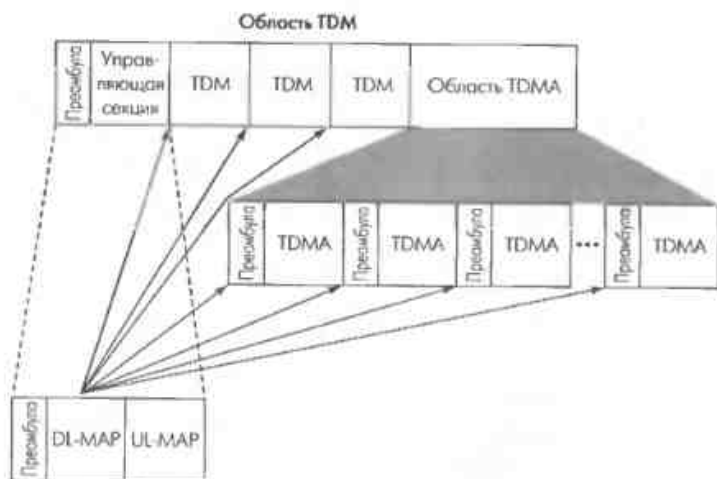 Область TDM
Преамбула
Управ-
ляющая
секция
TDM
TDM
TDM
Область TDMA
Преамбула
TDMA
Преамбула
TDMA
Преамбула
TDMA
...
Преамбула
TDMA
Преамбула
DL-MAP
UL-MAP